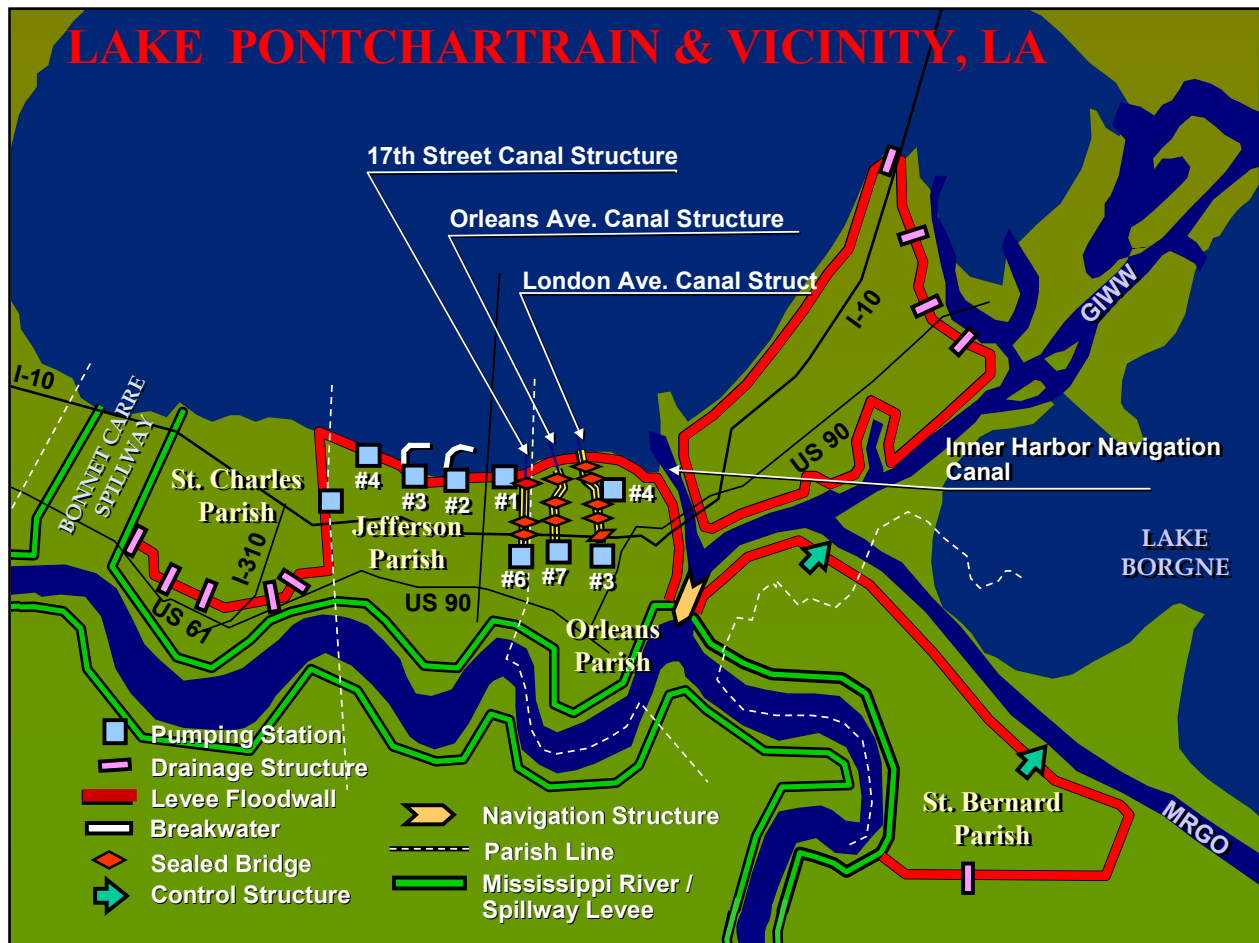 LAKE PONTCHARTRAIN & VICINITY, LA
17th Street Canal Structure
Orleans Ave. Canal Structure
London Ave. Canal Struct
I-10
GIWW
I-10
BONNET CARRE
SPILLWAY
US 90
Inner Harbor Navigation
Canal
St. Charles
Parish
#4
#3
#2
#1
#4
Jefferson
Parish
I-310
#6
#7
#3
LAKE
BORGNE
US 61
US 90
Orleans
Parish
Pumping Station
Drainage Structure
Levee Floodwall
Breakwater
Sealed Bridge
Control Structure
Navigation Structure
Parish Line
Mississippi River /
Spillway Levee
St. Bernard
Parish
MRGO